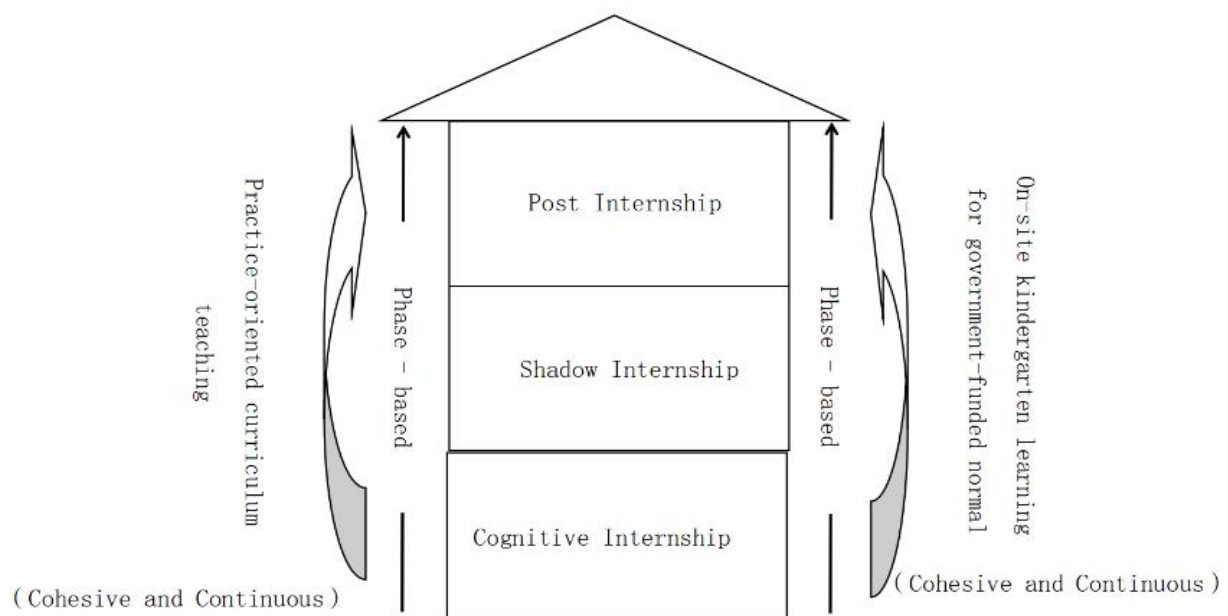 Post Internship
Shadow Internship
Cognitive Internship
Phase - based
Phase - based
Practice-oriented curriculum
teaching
On-site kindergarten learning
for government-funded normal
(Cohesive and Continuous)
(Cohesive and Continuous)